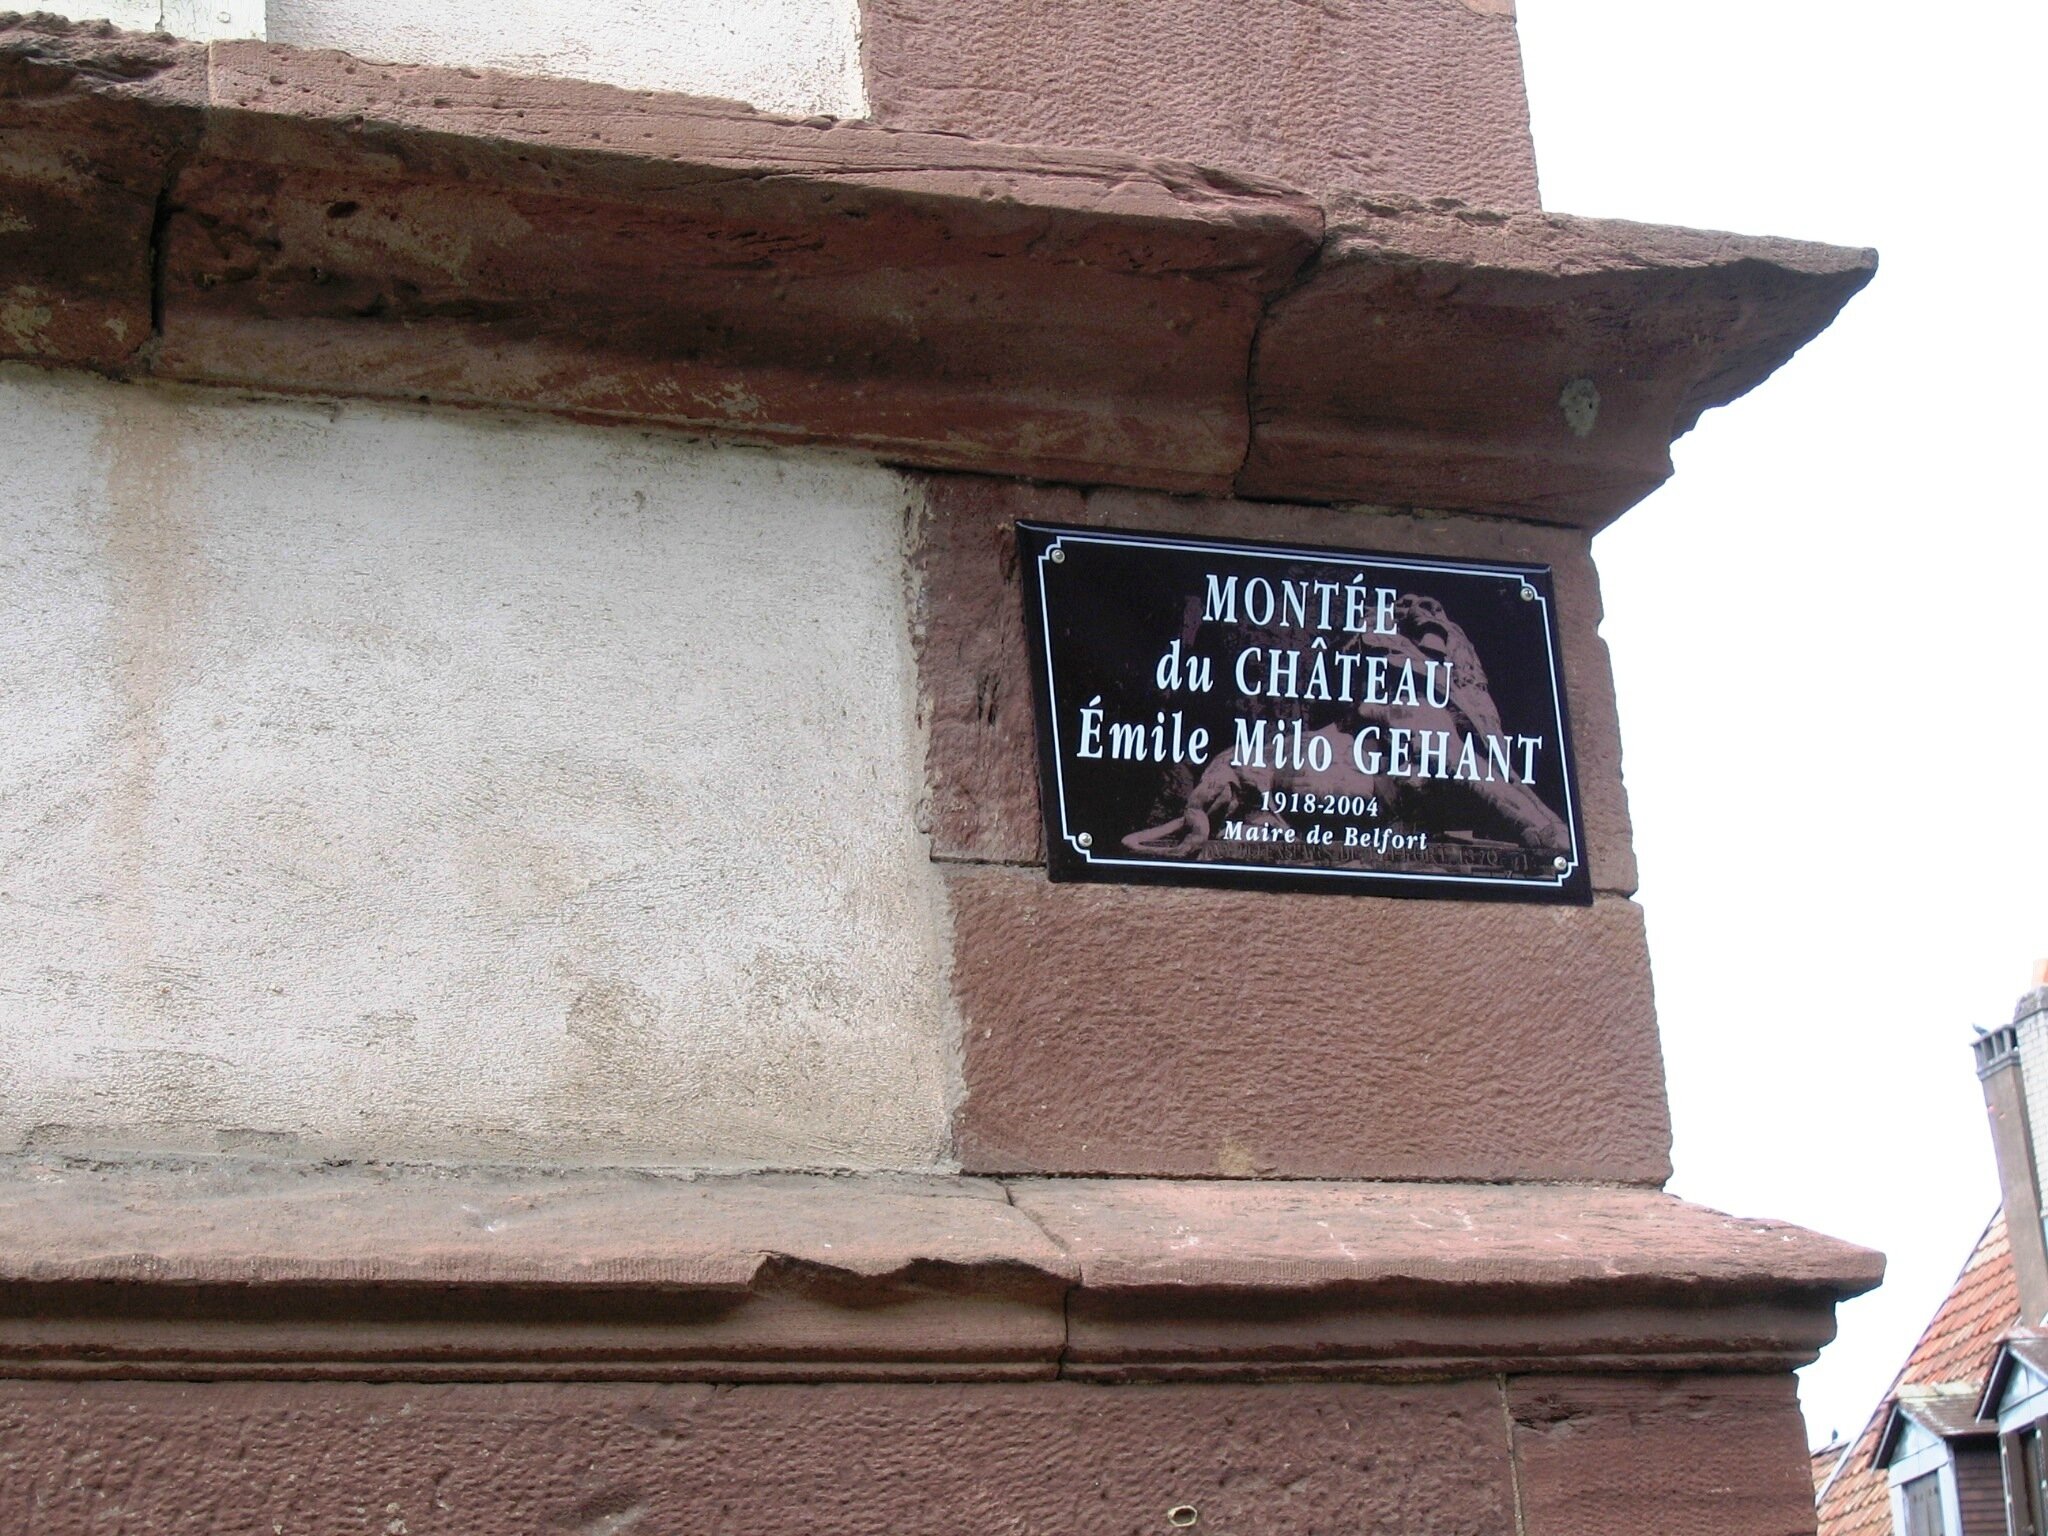 MONTÉE
du CHÂTEAU
Émile Milo GEHANT
1918-2004
Maire de Belfort